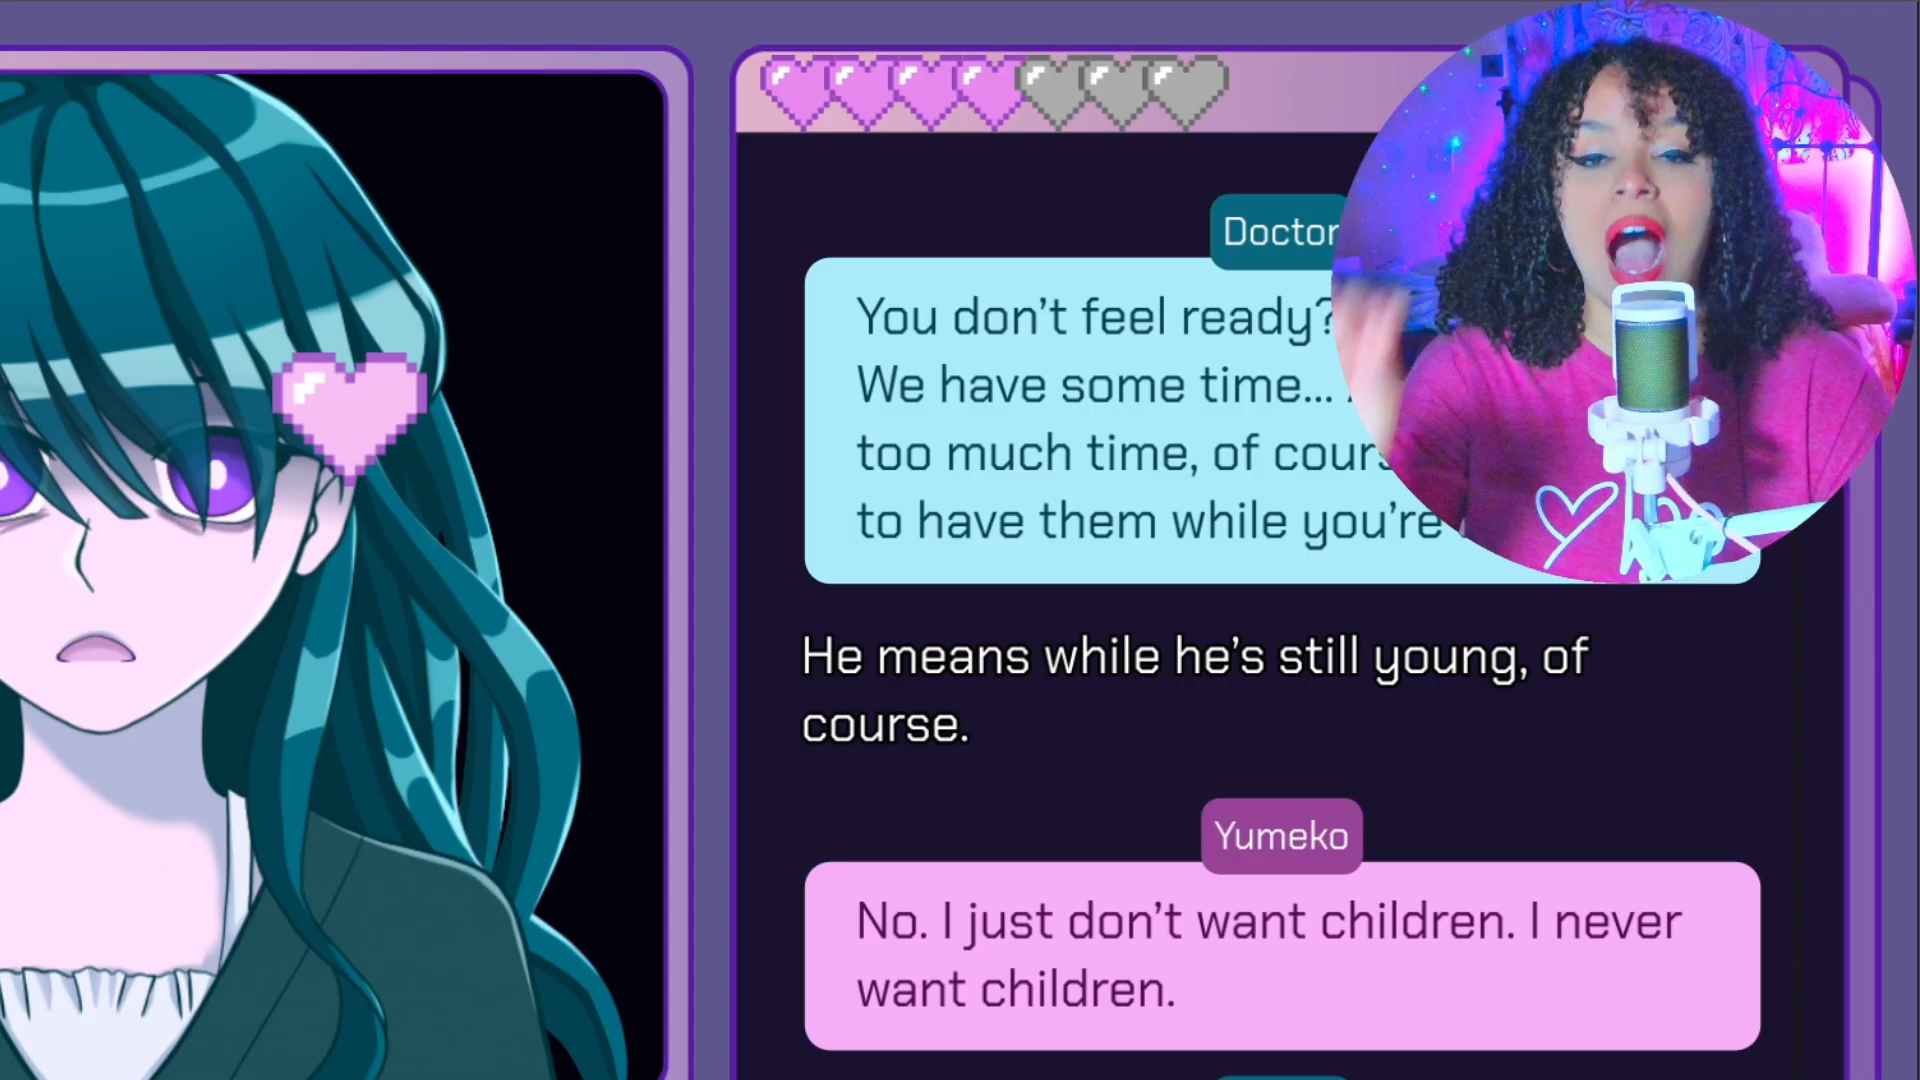 Doctor
You don't feel ready?
We have some time...
too much time, of course
to have them while you're
He means while he's still young, of
course.
Yumeko
No. I just don't want children. I never
want children.